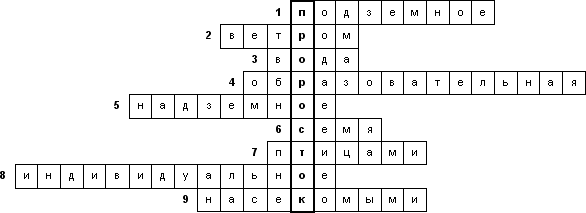 1 подземное
2 ветром
3 вода
4 образовательная
5 надземное
6 семя
7 птицами
8 индивидуальное
9 насекомыми